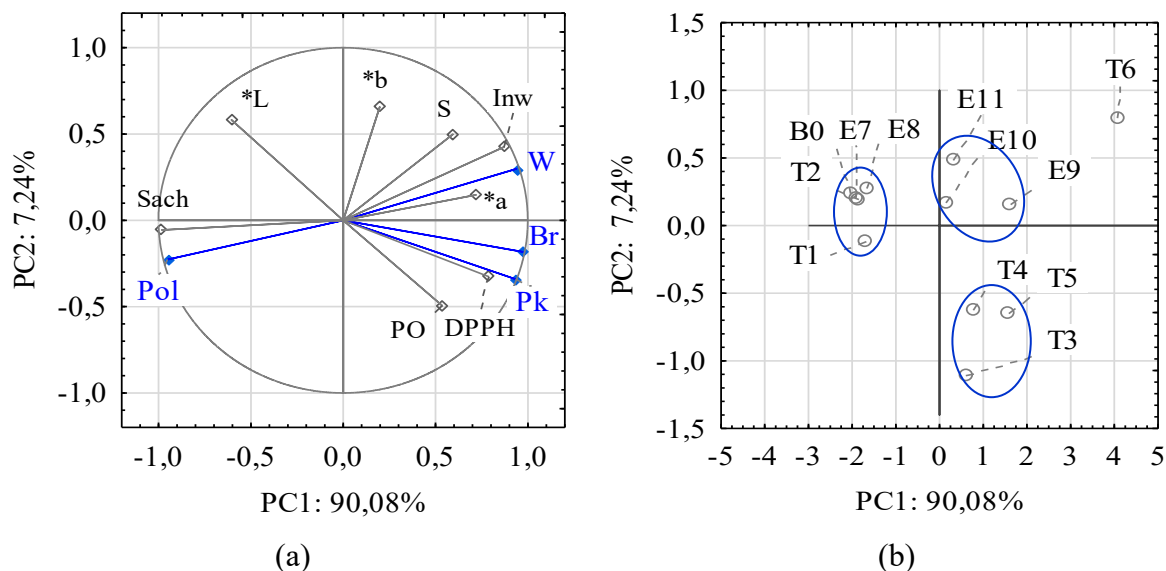 1,0
0,5
0,0
-0,5
-1,0
PC2: 7,24%
*L
*b
S
Inw
W
*a
Sach
Br
Pol
Pk
PO
DPPH
-1,0 -0,5 0,0 0,5 1,0
PC1: 90,08%
(a)
1,5
1,0
0,5
0,0
-0,5
-1,0
-1,5
PC2: 7,24%
T6
E11
B0 E7 E8
E10
T2
E9
T1
T4 T5
T3
-5 -4 -3 -2 -1 0 1 2 3 4 5
PC1: 90,08%
(b)